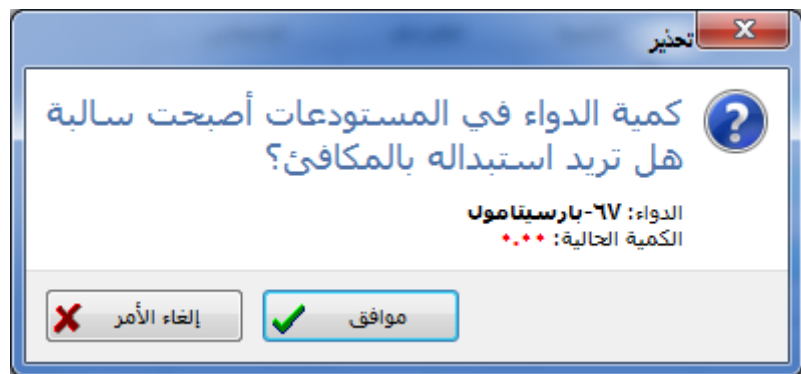 تحذير
كمية الدواء في المستودعات أصبحت سالبة
هل تريد استبداله بالمكافئ؟
الدواء: ٦٧-بارسيتامول
الكمية الحالية: ٠.٠٠
موافق
إلغاء الأمر